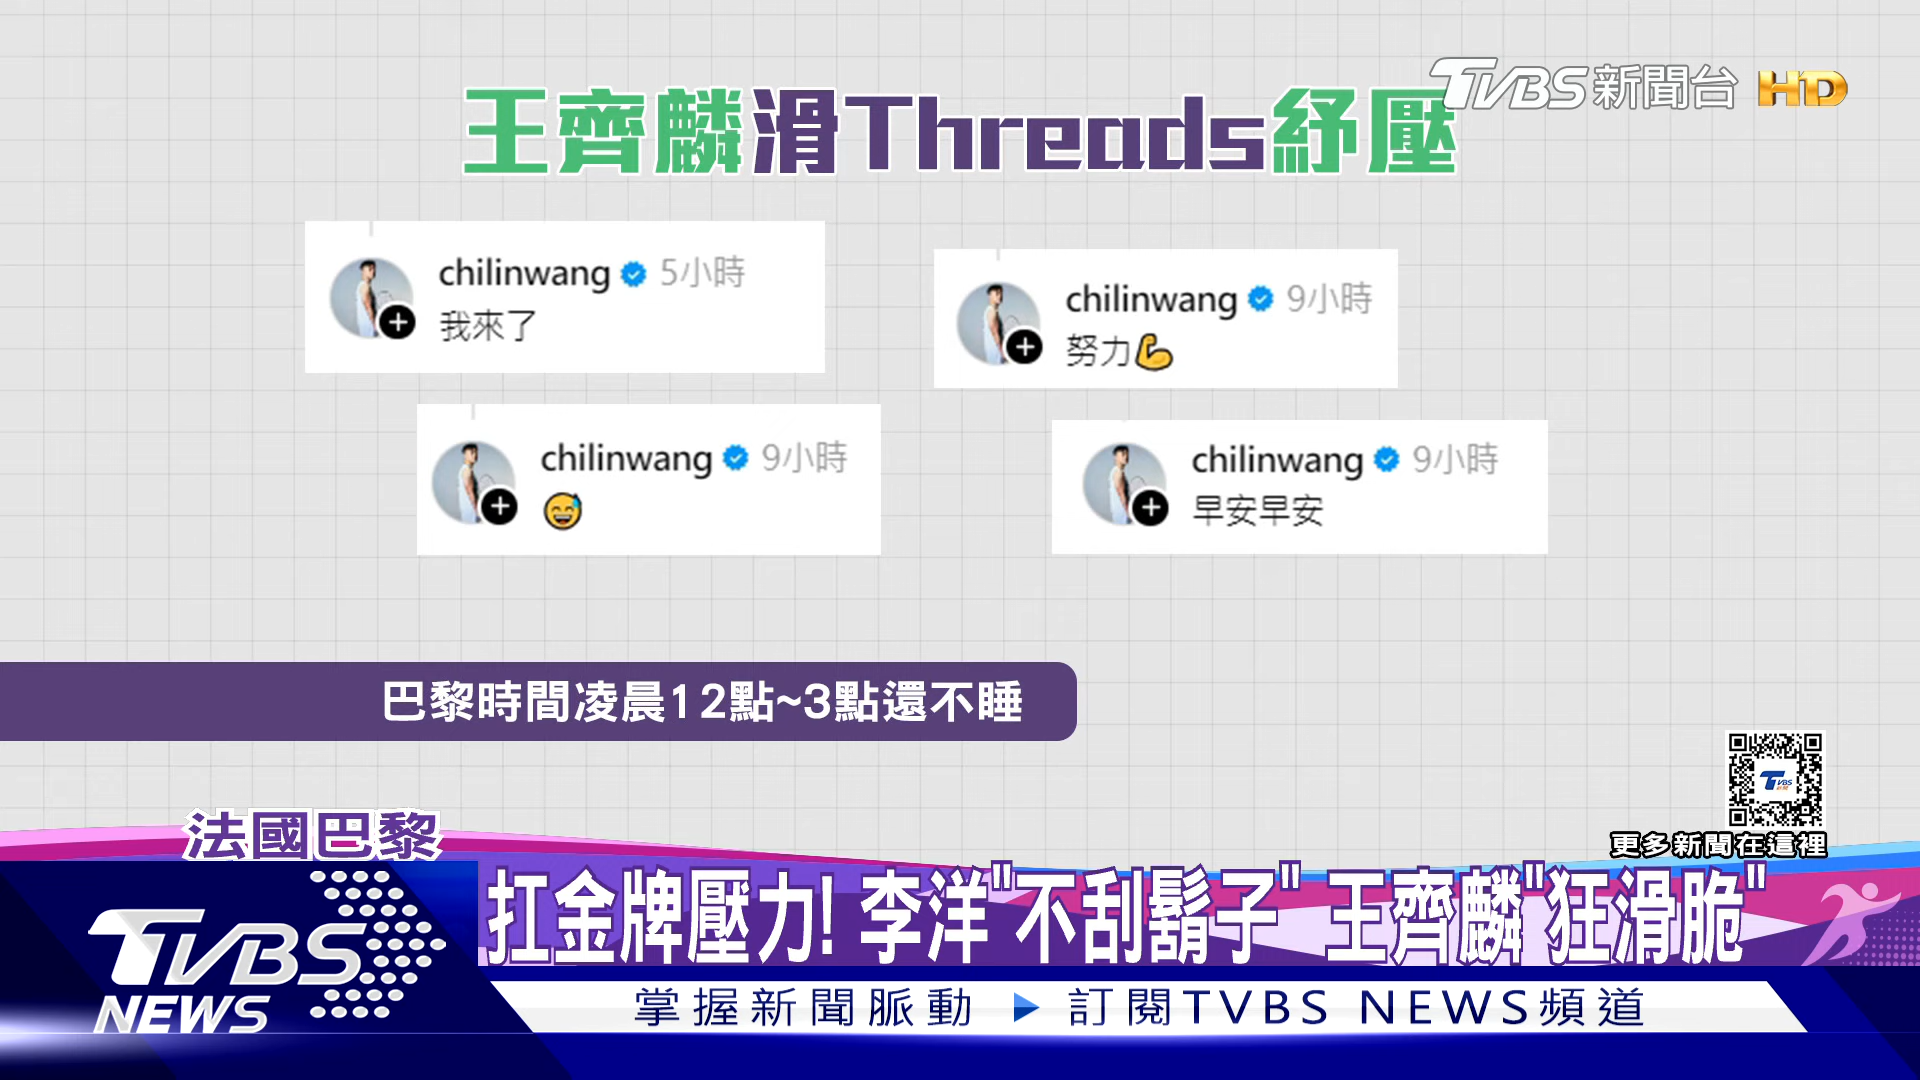 TVBS新聞台 HD
王齊麟滑Threads紓壓
chilinwang 5小時
我來了
chilinwang 9小時
努力💪
chilinwang 9小時
😅
chilinwang 9小時
早安早安
巴黎時間凌晨12點~3點還不睡
TVBS
更多新聞在這裡
法國巴黎
扛金牌壓力! 李洋"不刮鬍子" 王齊麟"狂滑脆"
TVBS
NEWS
掌握新聞脈動 ▶ 訂閱TVBS NEWS頻道